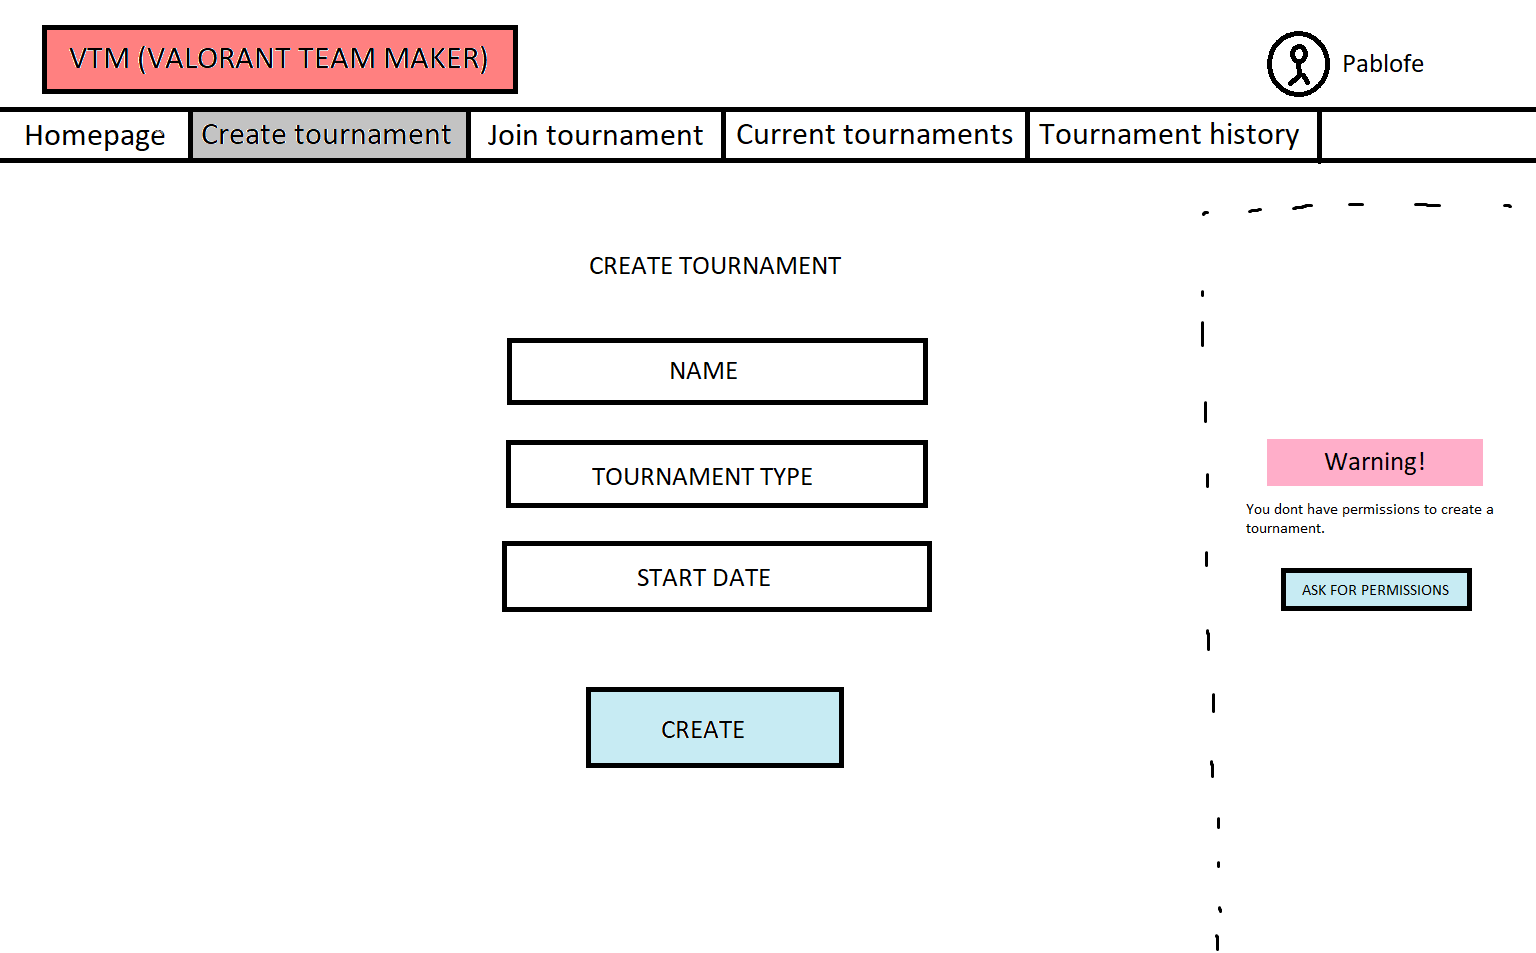 VTM (VALORANT TEAM MAKER)
Pablofe
Homepage
Create tournament
Join tournament
Current tournaments
Tournament history
CREATE TOURNAMENT
NAME
TOURNAMENT TYPE
START DATE
CREATE
Warning!
You dont have permissions to create a
tournament.
ASK FOR PERMISSIONS